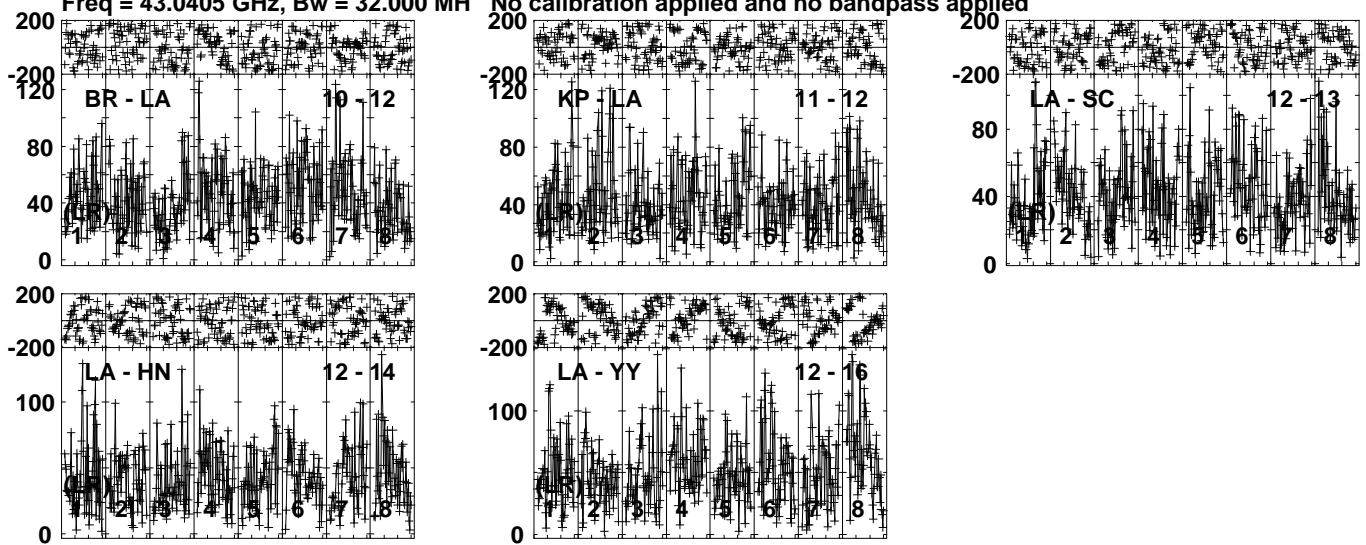 Freq = 43.0405 GHz, Bw = 32.000 MH No calibration applied and no bandpass applied
200
-200
BR - LA 10 - 12
120
80
40
0
(LR)
1 2 3 4 5 6 7 8
200
-200
KP - LA 11 - 12
120
80
40
0
(LR)
1 2 3 4 5 6 7 8
200
-200
LA - SC 12 - 13
80
40
0
(LR)
1 2 3 4 5 6 7 8
200
-200
LA - HN 12 - 14
100
0
(LR)
1 2 3 4 5 6 7 8
200
-200
LA - YY 12 - 16
100
0
(LR)
1 2 3 4 5 6 7 8